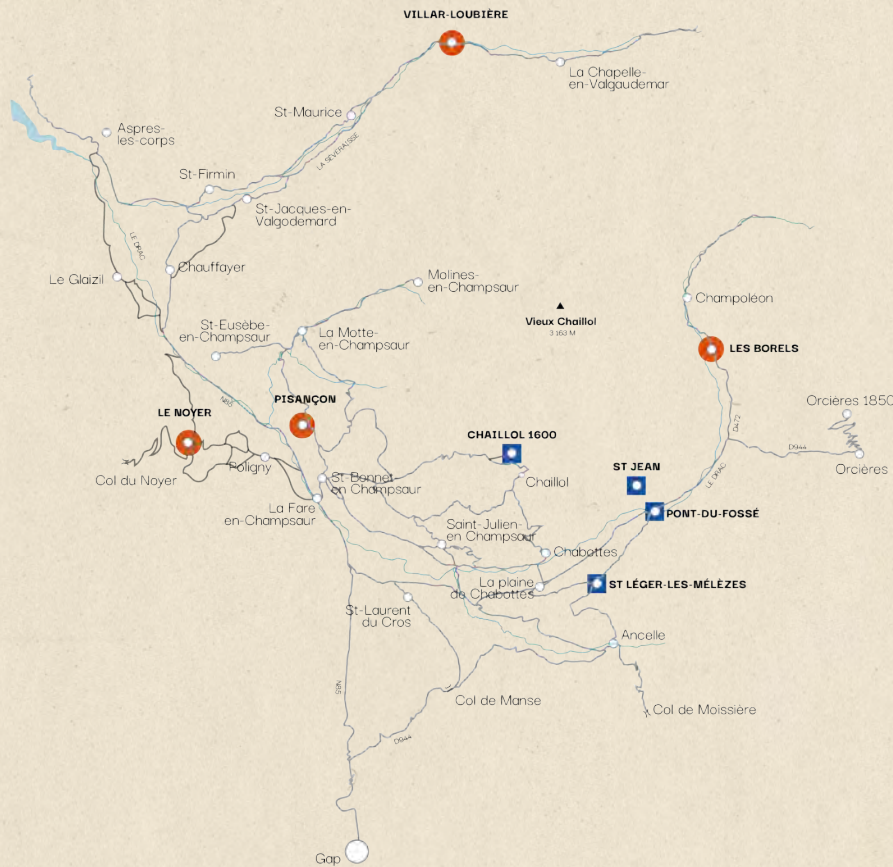 VILLAR-LOUBIÈRE
La Chapelle-
en-Valgaudemar
St-Maurice
Aspres-
les-corps
LA SEVERAISSE
St-Firmin
St-Jacques-en-
Valgodemard
LE DRAC
Chauffayer
Le Glaizil
Molines-
en-Champsaur
Champoléon
Vieux Chaillol
3 163 M
St-Eusèbe-
en-Champsaur
La Motte-
en-Champsaur
LES BORELS
N85
PISANÇON
LE NOYER
Orcières 1850
D472
D944
Orcières
CHAILLOL 1600
Poligny
Col du Noyer
St-Bonnet
en Champsaur
Chaillol
ST JEAN
LE DRAC
La Fare
en-Champsaur
PONT-DU-FOSSÉ
Saint-Julien-
en Champsaur
Chabottes
La plaine
de Chabottes
ST LÉGER-LES-MÉLÈZES
St-Laurent
du Cros
Ancelle
N85
Col de Manse
Col de Moissière
D944
Gap